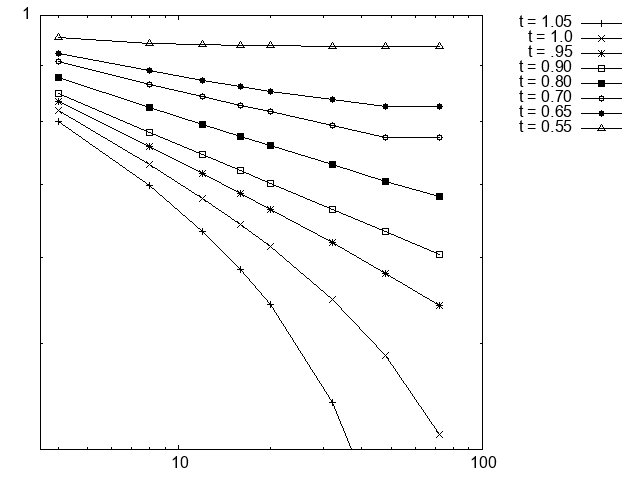 1
t = 1.05
t = 1.0
t = .95
t = 0.90
t = 0.80
t = 0.70
t = 0.65
t = 0.55
10
100